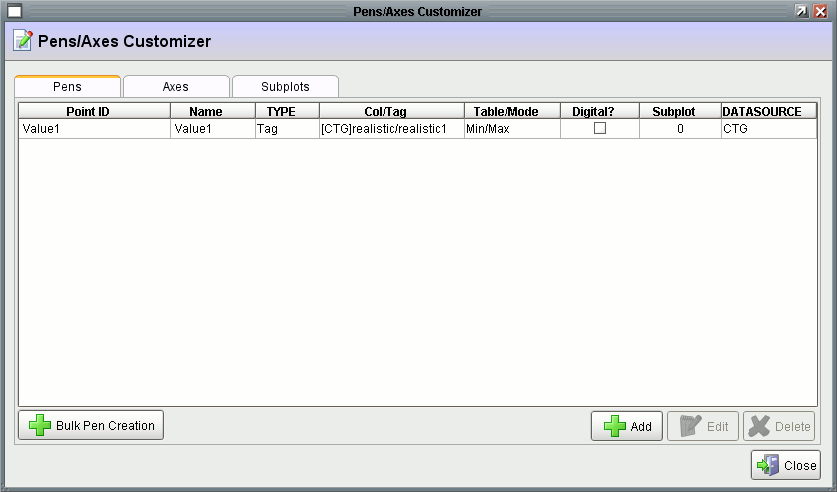 Pens/Axes Customizer
Pens/Axes Customizer
Pens Axes Subplots
Point ID Name TYPE Col/Tag Table/Mode Digital? Subplot DATASOURCE
Value1 Value1 Tag [CTG]realistic/realistic1 Min/Max 0 CTG
Bulk Pen Creation Add Edit Delete
Close